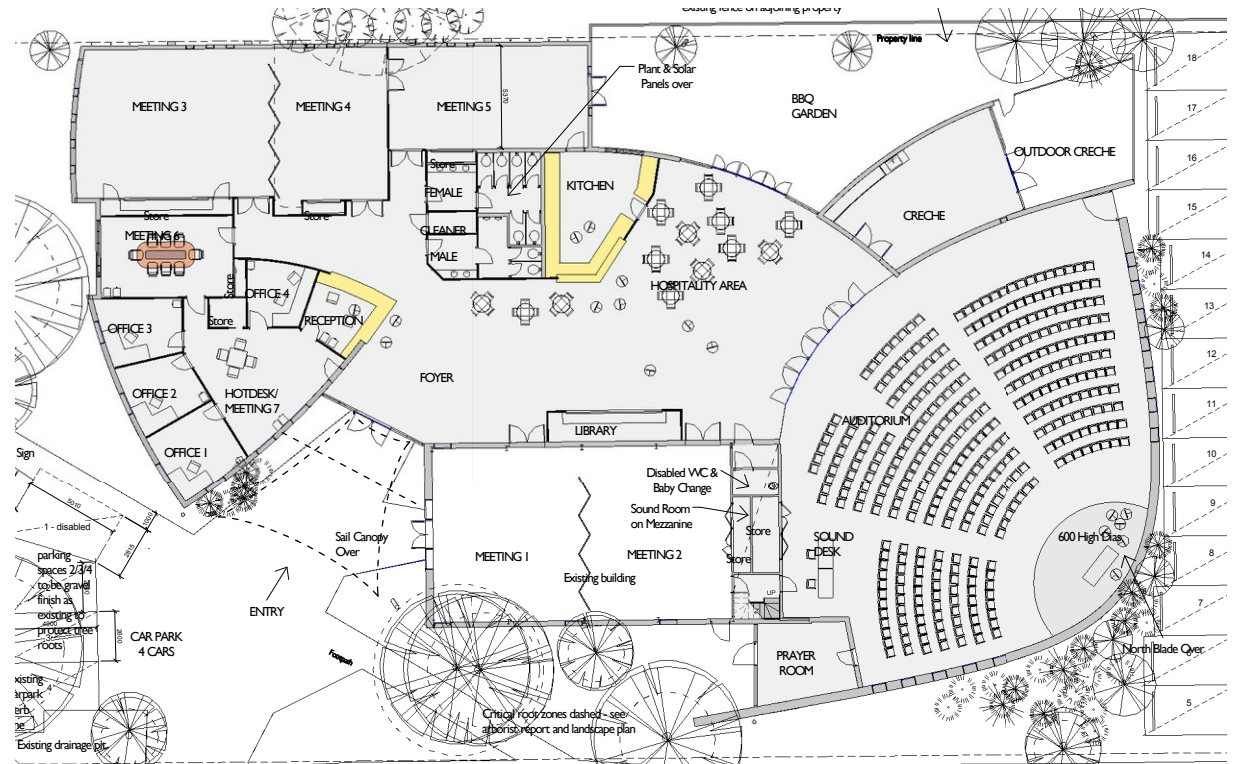 Existing fence on adjoining property
Property line
18
Plant & Solar
Panels over
MEETING 3
MEETING 4
MEETING 5
5370
BBQ
GARDEN
17
OUTDOOR CRECHE
16
Store
FEMALE
KITCHEN
CRECHE
15
Store
Store
CLEANER
MEETING 6
MALE
14
Store
HOSPITALITY AREA
OFFICE 4
13
Store
RECEPTION
OFFICE 3
12
FOYER
OFFICE 2
HOTDESK/
MEETING 7
11
AUDITORIUM
LIBRARY
OFFICE 1
Sign
10
Disabled WC &
Baby Change
5010
9
Sound Room
on Mezzanine
1 - disabled
Sail Canopy
Over
Store
SOUND
DESK
600 High Dias
2615
parking
spaces 2/3/4
to be gravel
finish as
existing to
protect tree
roots
MEETING 1
MEETING 2
Store
8
Existing building
UP
7
ENTRY
2600
CAR PARK
4 CARS
Footpath
PRAYER
ROOM
North Blade Over
5
Critical root zones dashed - see
arborist report and landscape plan
Existing drainage pit